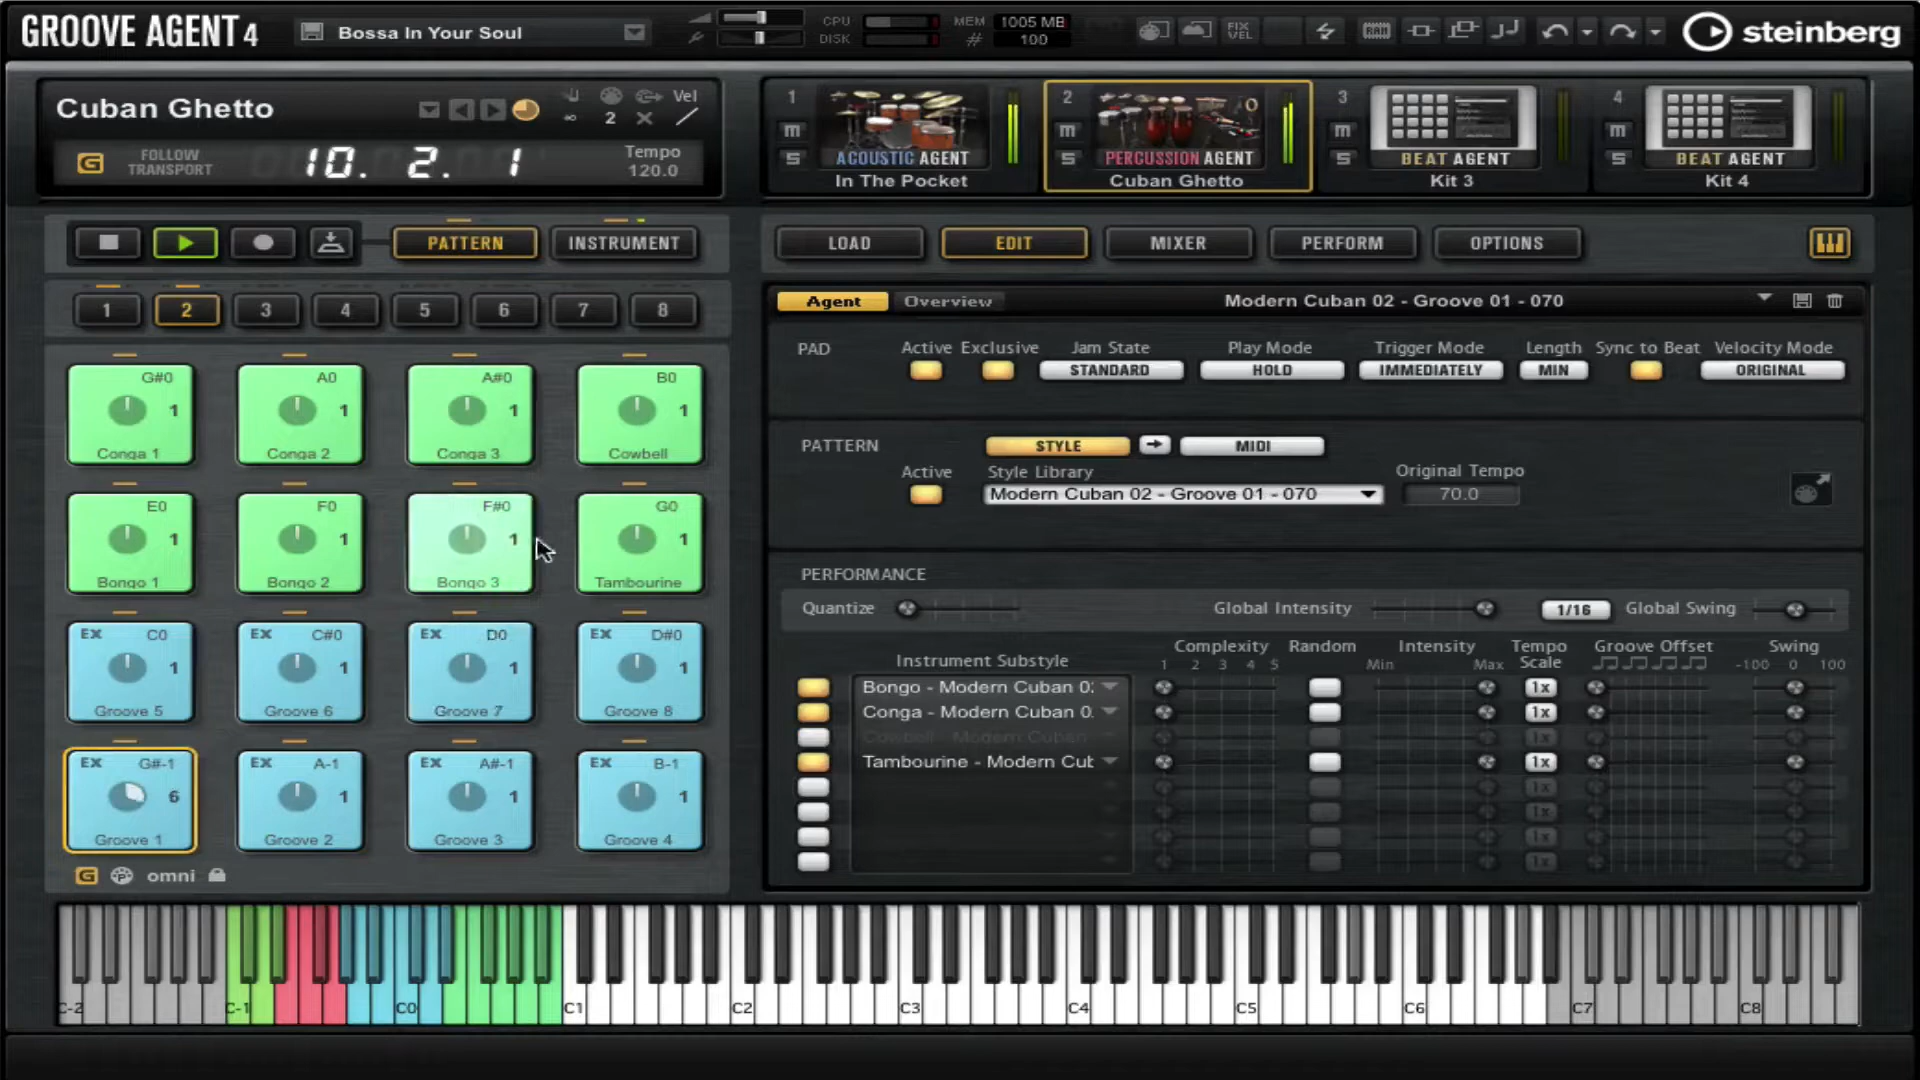 GROOVE AGENT 4
Bossa In Your Soul
CPU
DISK
MEM 1005 MB
# 100
FIX VEL
RAM
steinberg
Cuban Ghetto
2
Vel
FOLLOW TRANSPORT
10. 2. 1
Tempo
120.0
1 m S ACOUSTIC AGENT
In The Pocket
2 m S PERCUSSION AGENT
Cuban Ghetto
3 m S BEAT AGENT
Kit 3
4 m S BEAT AGENT
Kit 4
PATTERN INSTRUMENT
LOAD EDIT MIXER PERFORM OPTIONS
1 2 3 4 5 6 7 8
Agent Overview Modern Cuban 02 - Groove 01 - 070
PAD
Active Exclusive Jam State Play Mode Trigger Mode Length Sync to Beat Velocity Mode
STANDARD HOLD IMMEDIATELY MIN ORIGINAL
PATTERN STYLE MIDI
Active Style Library Original Tempo
Modern Cuban 02 - Groove 01 - 070 70.0
PERFORMANCE
Quantize Global Intensity 1/16 Global Swing
Instrument Substyle Complexity Random Intensity Tempo Scale Groove Offset Swing
1 2 3 4 5 Min Max -100 0 100
Bongo - Modern Cuban 0 1x
Conga - Modern Cuban 0 1x
Cowbell - Modern Cuban 1x
Tambourine - Modern Cut 1x
1x
1x
1x
1x
G#0 A0 A#0 B0
1 1 1 1
Conga 1 Conga 2 Conga 3 Cowbell
E0 F0 F#0 G0
1 1 1 1
Bongo 1 Bongo 2 Bongo 3 Tambourine
EX C0 EX C#0 EX D0 EX D#0
1 1 1 1
Groove 5 Groove 6 Groove 7 Groove 8
EX G#-1 EX A-1 EX A#-1 EX B-1
6 1 1 1
Groove 1 Groove 2 Groove 3 Groove 4
G P omni
C-2 C-1 C0 C1 C2 C3 C4 C5 C6 C7 C8